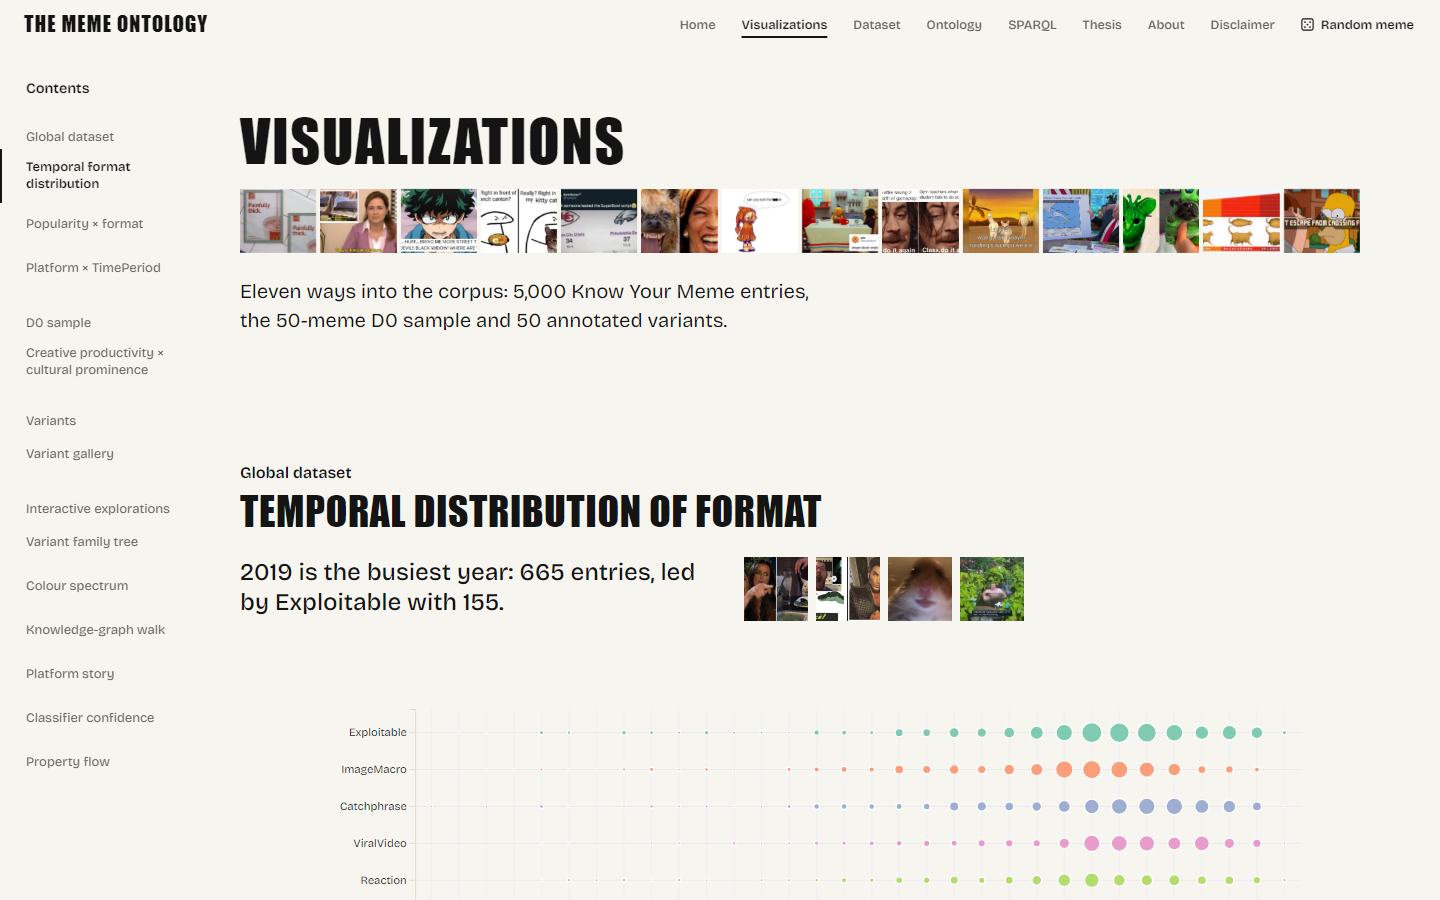 THE MEME ONTOLOGY
Home
Visualizations
Dataset
Ontology
SPARQL
Thesis
About
Disclaimer
Random meme
Contents
Global dataset
Temporal format
distribution
Popularity × format
Platform × TimePeriod
D0 sample
Creative productivity ×
cultural prominence
Variants
Variant gallery
Interactive explorations
Variant family tree
Colour spectrum
Knowledge-graph walk
Platform story
Classifier confidence
Property flow
VISUALIZATIONS
Painfully
thick.
Eleven ways into the corpus: 5,000 Know Your Meme entries,
the 50-meme D0 sample and 50 annotated variants.
Global dataset
TEMPORAL DISTRIBUTION OF FORMAT
2019 is the busiest year: 665 entries, led
by Exploitable with 155.
Exploitable
ImageMacro
Catchphrase
ViralVideo
Reaction